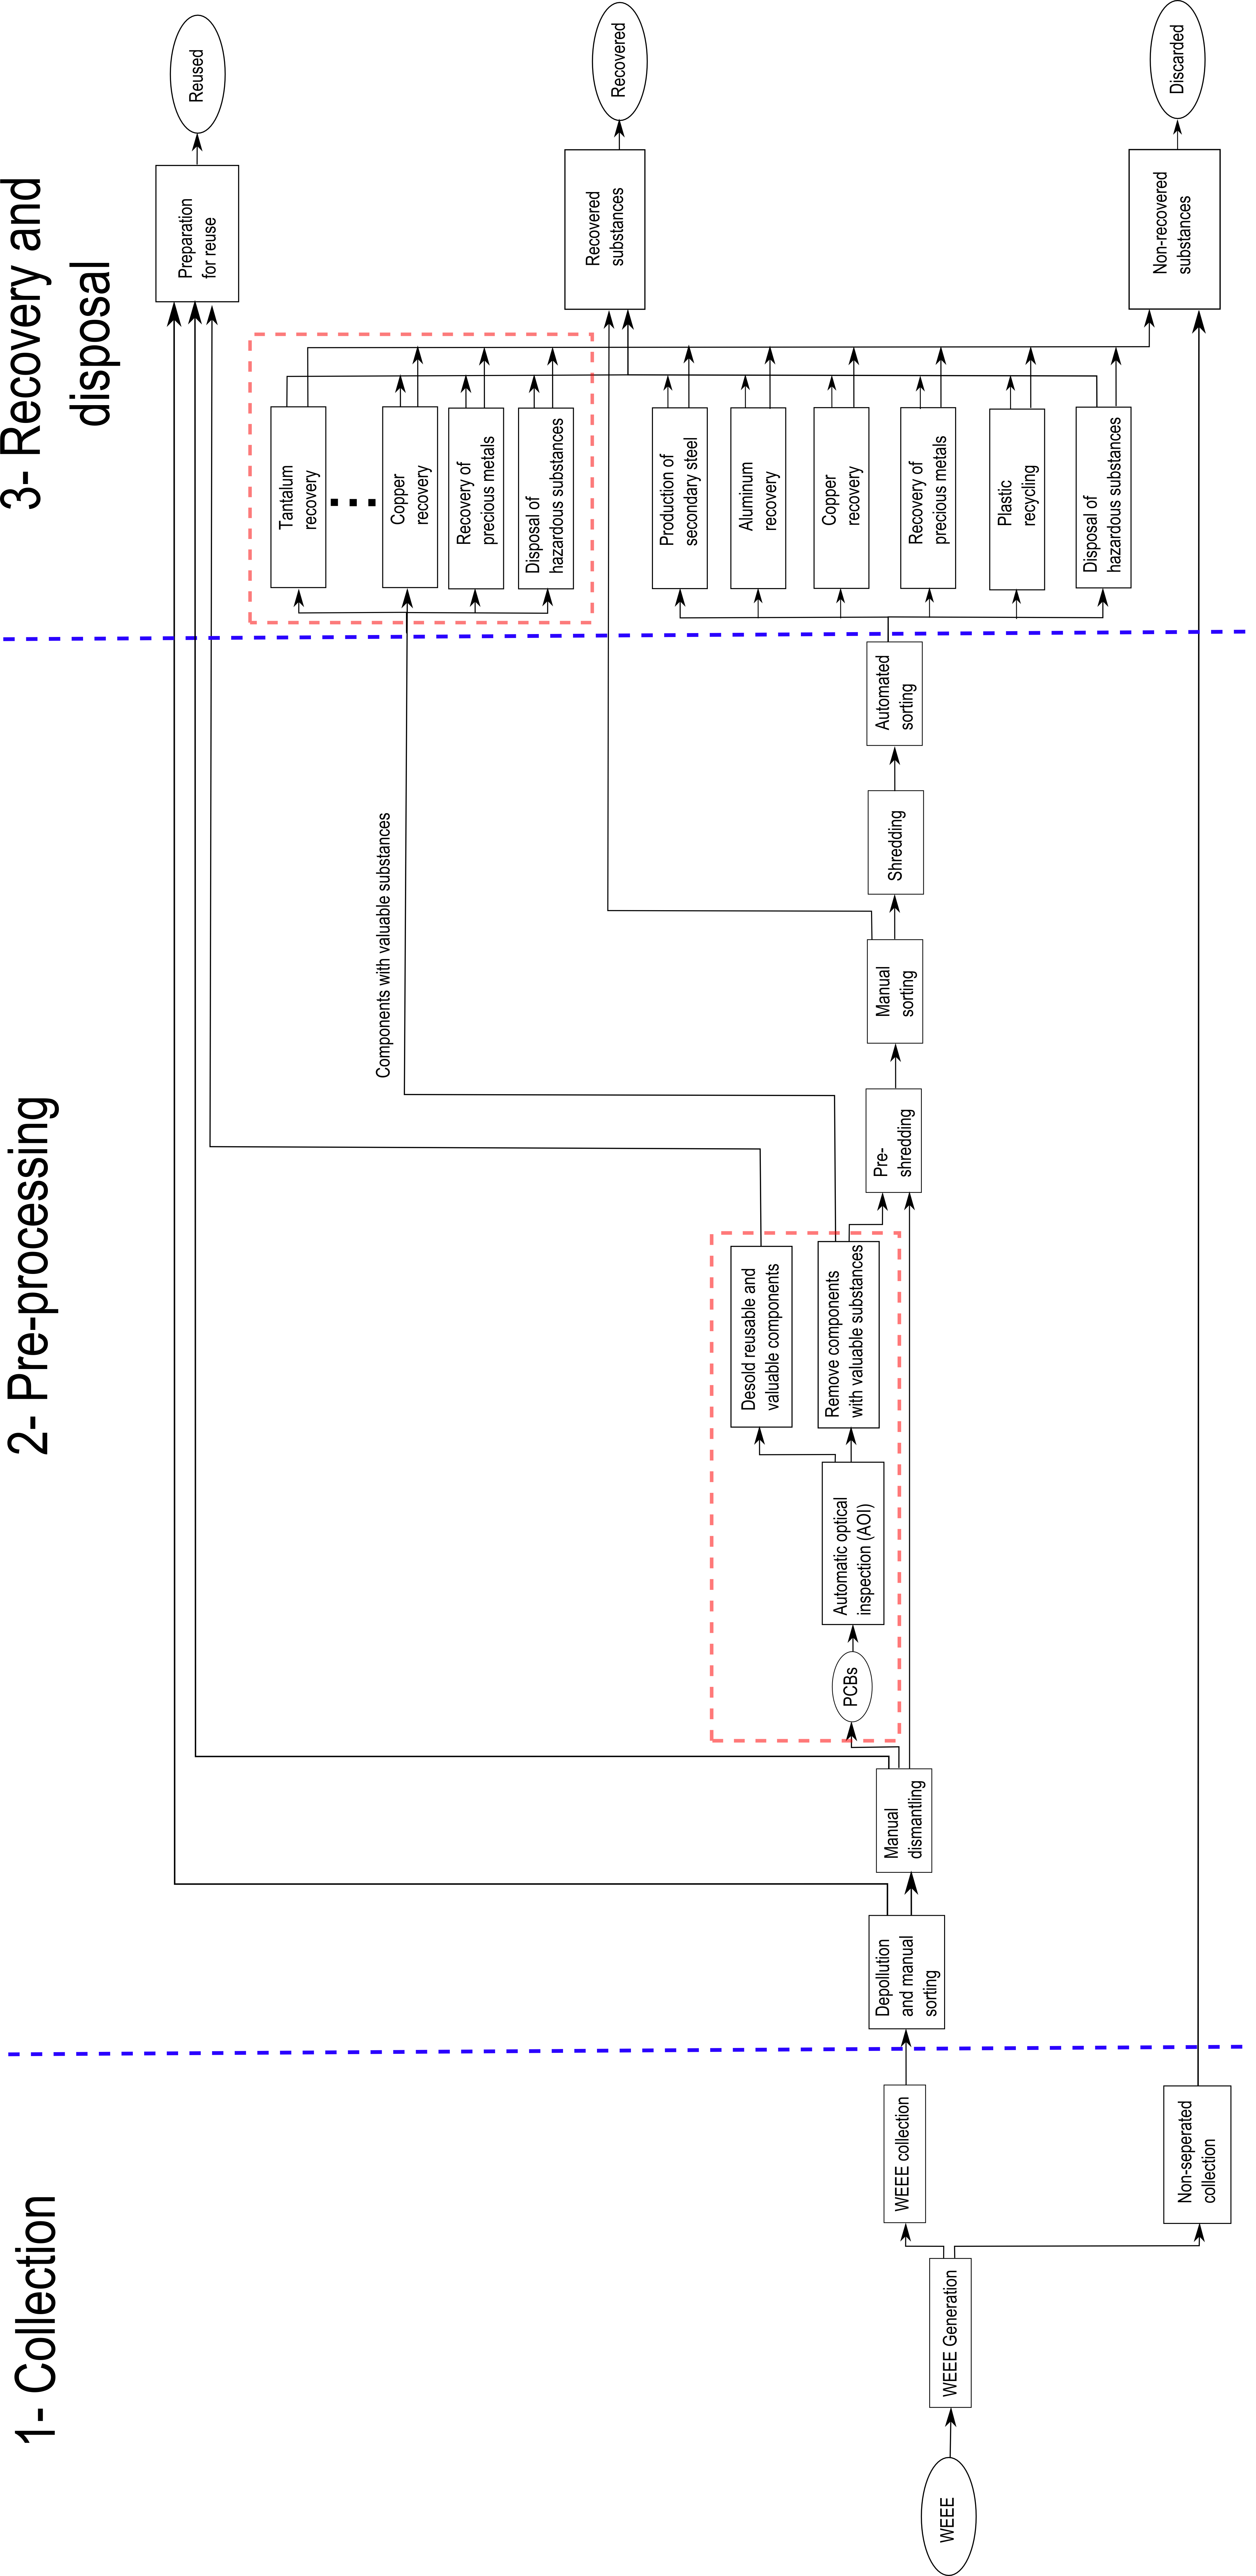 1- Collection
2- Pre-processing
3- Recovery and
disposal
WEEE
WEEE Generation
WEEE collection
Non-seperated
collection
Depollution
and manual
sorting
Manual
dismantling
PCBs
Automatic optical
inspection (AOI)
Desold reusable and
valuable components
Remove components
with valuable substances
Pre-
shredding
Manual
sorting
Shredding
Automated
sorting
Components with valuable substances
Tantalum
recovery
Copper
recovery
Recovery of
precious metals
Disposal of
hazardous substances
Production of
secondary steel
Aluminum
recovery
Copper
recovery
Recovery of
precious metals
Plastic
recycling
Disposal of
hazardous substances
Preparation
for reuse
Reused
Recovered
substances
Recovered
Non-recovered
substances
Discarded